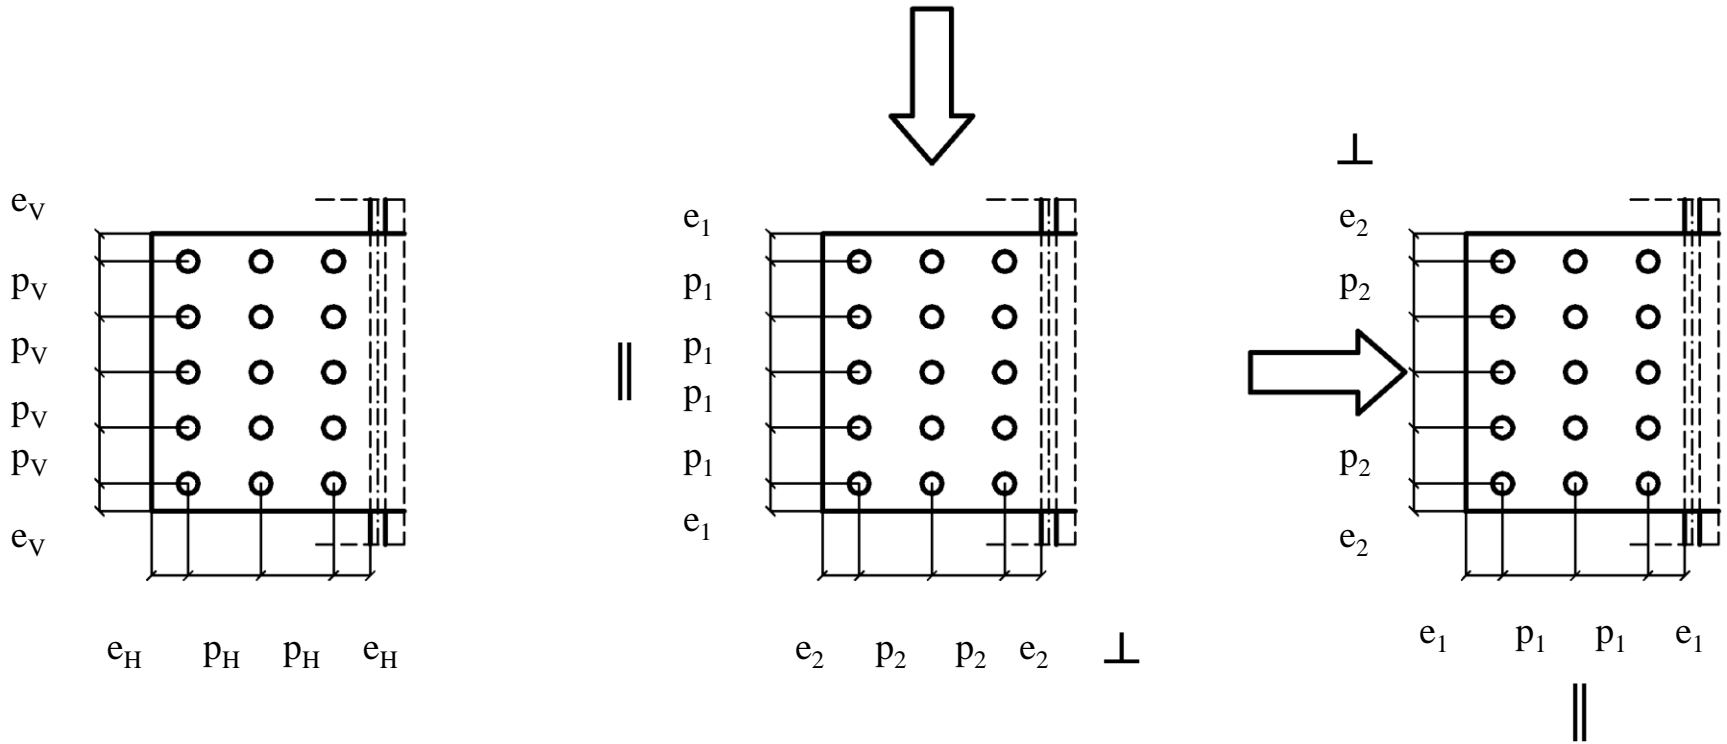 ⊥
e_V
e_1
e_2
p_V
p_1
p_2
p_V
∥
p_1
p_V
p_1
p_V
p_1
p_2
e_V
e_1
e_2
e_H p_H p_H e_H
e_2 p_2 p_2 e_2 ⊥
e_1 p_1 p_1 e_1
∥